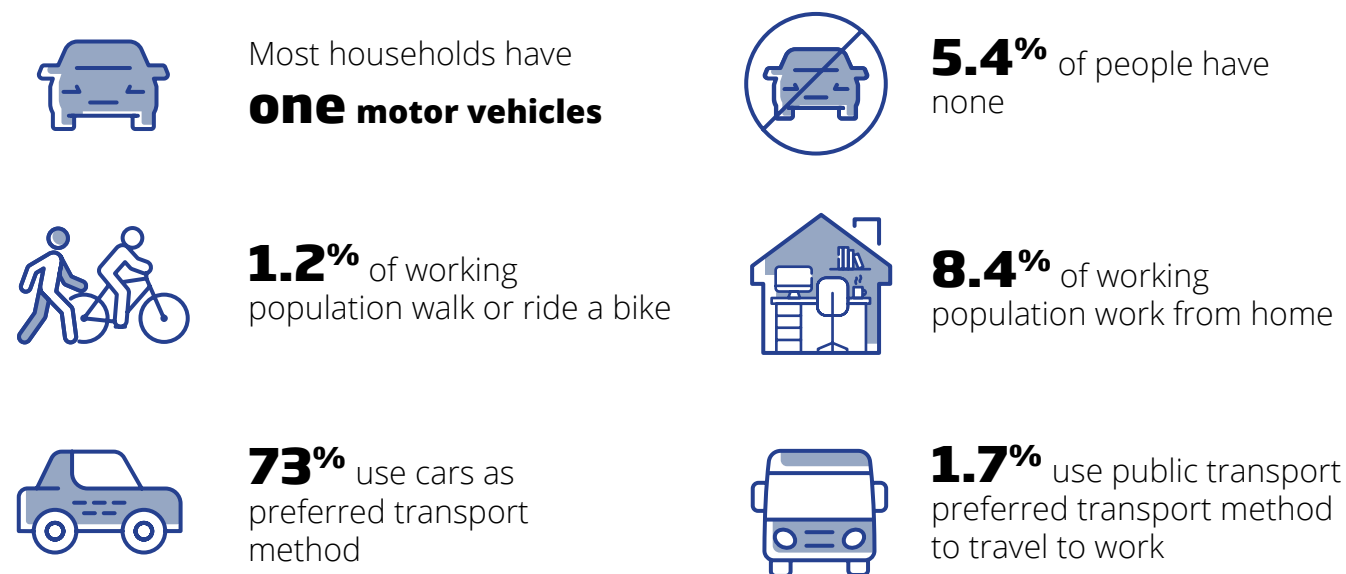 Most households have
one motor vehicles
5.4% of people have
none
1.2% of working
population walk or ride a bike
8.4% of working
population work from home
73% use cars as
preferred transport
method
1.7% use public transport
preferred transport method
to travel to work